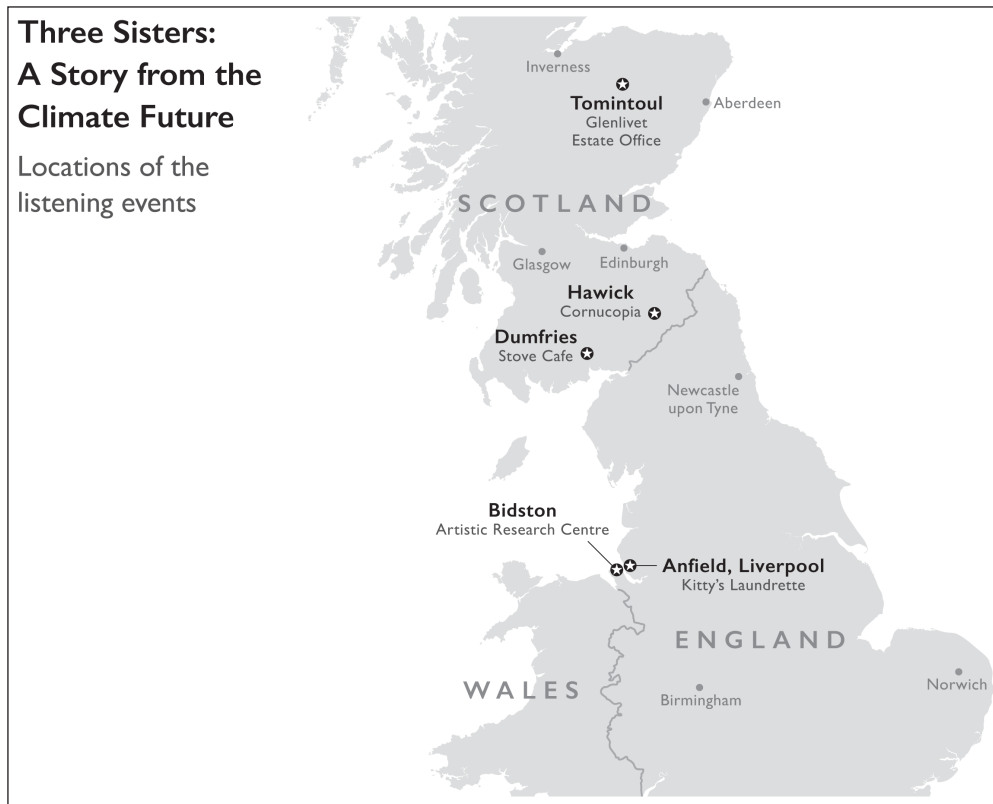 Three Sisters:
A Story from the
Climate Future
Locations of the
listening events
Inverness
Tomintoul
Glenlivet
Estate Office
Aberdeen
SCOTLAND
Glasgow
Edinburgh
Hawick
Cornucopia
Dumfries
Stove Cafe
Newcastle
upon Tyne
Bidston
Artistic Research Centre
Anfield, Liverpool
Kitty’s Laundrette
ENGLAND
WALES
Birmingham
Norwich